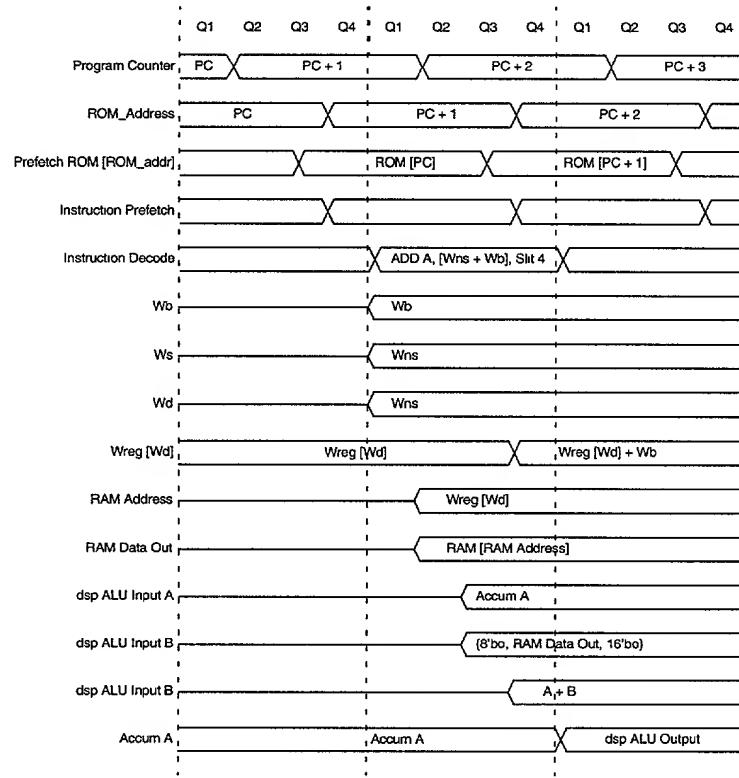 Q1 Q2 Q3 Q4 Q1 Q2 Q3 Q4 Q1 Q2 Q3 Q4
Program Counter PC PC + 1 PC + 2 PC + 3
ROM_Address PC PC + 1 PC + 2
Prefetch ROM [ROM_addr] ROM [PC] ROM [PC + 1]
Instruction Prefetch
Instruction Decode ADD A, [Wns + Wb], Slit 4
Wb Wb
Ws Wns
Wd Wns
Wreg [Wd] Wreg [Wd] Wreg [Wd] + Wb
RAM Address Wreg [Wd]
RAM Data Out RAM [RAM Address]
dsp ALU Input A Accum A
dsp ALU Input B {8'bo, RAM Data Out, 16'bo}
dsp ALU Input B A + B
Accum A Accum A dsp ALU Output